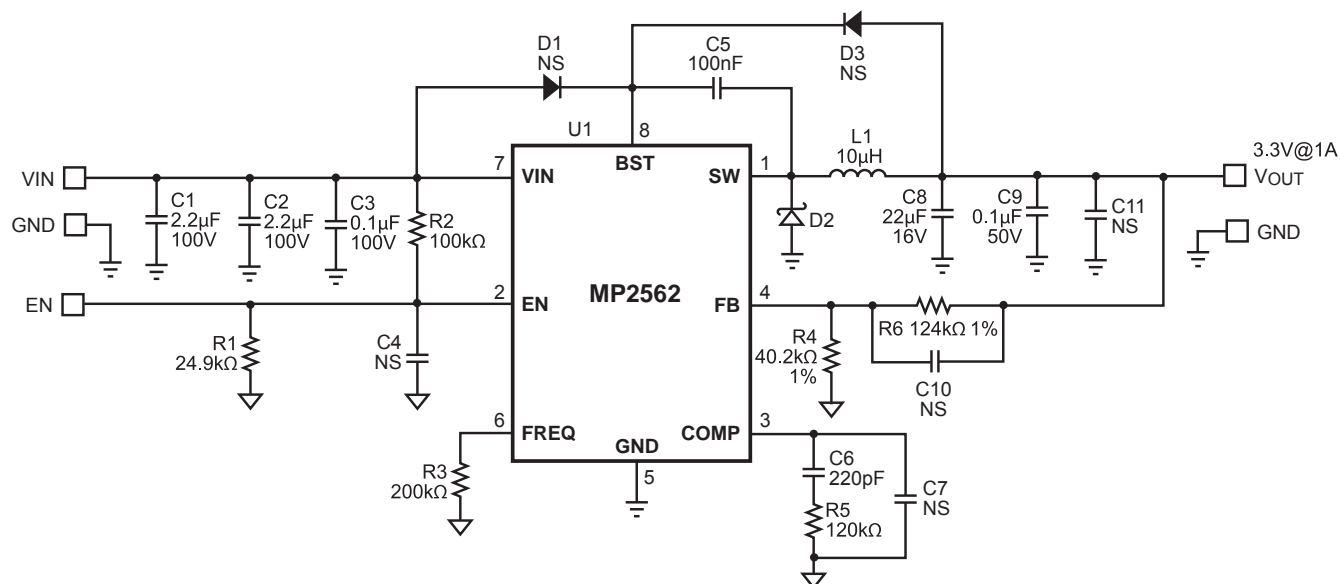 D1
NS
C5
100nF
D3
NS
U1
8
BST
7
VIN
SW
1
L1
10µH
3.3V@1A
VOUT
VIN
GND
C1
2.2µF
100V
C2
2.2µF
100V
C3
0.1µF
100V
R2
100kΩ
D2
C8
22µF
16V
C9
0.1µF
50V
C11
NS
GND
EN
2
EN
MP2562
FB
4
R6 124kΩ 1%
C10
NS
R1
24.9kΩ
C4
NS
R4
40.2kΩ
1%
6
FREQ
GND
5
COMP
3
R3
200kΩ
C6
220pF
R5
120kΩ
C7
NS